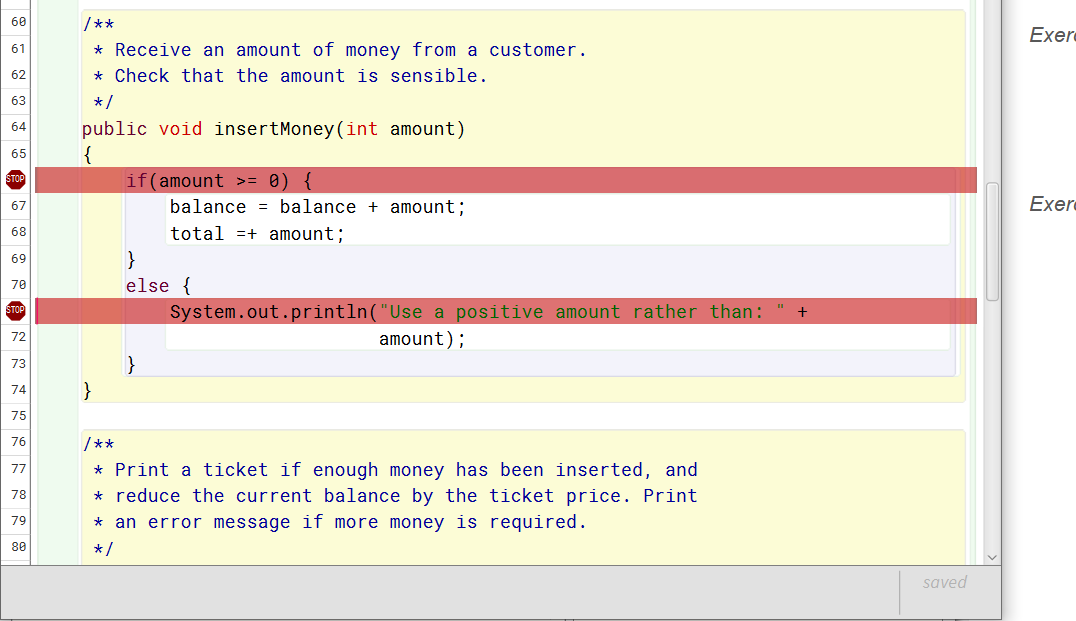 60 /**
61 * Receive an amount of money from a customer.
62 * Check that the amount is sensible.
63 */
64 public void insertMoney(int amount)
65 {
STOP if(amount >= 0) {
67 balance = balance + amount;
68 total =+ amount;
69 }
70 else {
STOP System.out.println("Use a positive amount rather than: " +
72 amount);
73 }
74 }
75
76 /**
77 * Print a ticket if enough money has been inserted, and
78 * reduce the current balance by the ticket price. Print
79 * an error message if more money is required.
80 */
saved
Exer
Exer